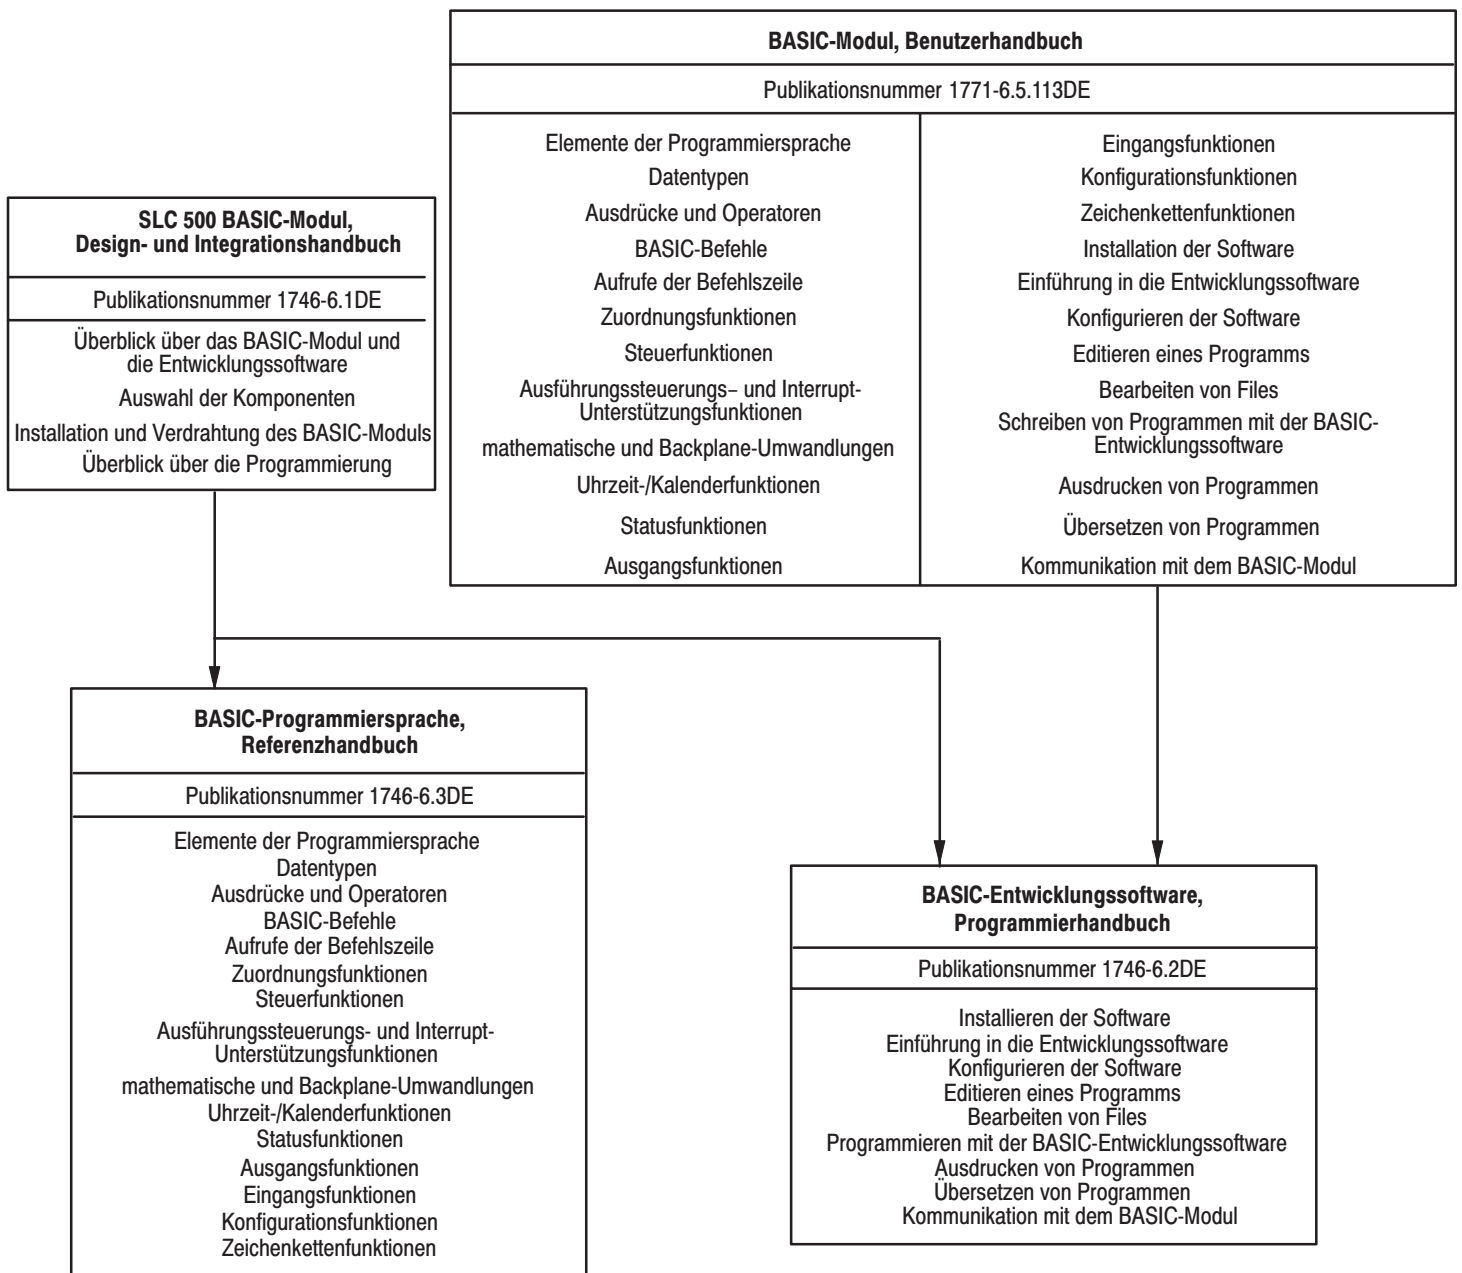 BASIC-Modul, Benutzerhandbuch
Publikationsnummer 1771-6.5.113DE
Elemente der Programmiersprache
Datentypen
Ausdrücke und Operatoren
BASIC-Befehle
Aufrufe der Befehlszeile
Zuordnungsfunktionen
Steuerfunktionen
Ausführungssteuerungs- und Interrupt-
Unterstützungsfunktionen
mathematische und Backplane-Umwandlungen
Uhrzeit-/Kalenderfunktionen
Statusfunktionen
Ausgangsfunktionen
Eingangsfunktionen
Konfigurationsfunktionen
Zeichenkettenfunktionen
Installation der Software
Einführung in die Entwicklungssoftware
Konfigurieren der Software
Editieren eines Programms
Bearbeiten von Files
Schreiben von Programmen mit der BASIC-
Entwicklungssoftware
Ausdrucken von Programmen
Übersetzen von Programmen
Kommunikation mit dem BASIC-Modul
SLC 500 BASIC-Modul,
Design- und Integrationshandbuch
Publikationsnummer 1746-6.1DE
Überblick über das BASIC-Modul und
die Entwicklungssoftware
Auswahl der Komponenten
Installation und Verdrahtung des BASIC-Moduls
Überblick über die Programmierung
BASIC-Programmiersprache,
Referenzhandbuch
Publikationsnummer 1746-6.3DE
Elemente der Programmiersprache
Datentypen
Ausdrücke und Operatoren
BASIC-Befehle
Aufrufe der Befehlszeile
Zuordnungsfunktionen
Steuerfunktionen
Ausführungssteuerungs- und Interrupt-
Unterstützungsfunktionen
mathematische und Backplane-Umwandlungen
Uhrzeit-/Kalenderfunktionen
Statusfunktionen
Ausgangsfunktionen
Eingangsfunktionen
Konfigurationsfunktionen
Zeichenkettenfunktionen
BASIC-Entwicklungssoftware,
Programmierhandbuch
Publikationsnummer 1746-6.2DE
Installieren der Software
Einführung in die Entwicklungssoftware
Konfigurieren der Software
Editieren eines Programms
Bearbeiten von Files
Programmieren mit der BASIC-Entwicklungssoftware
Ausdrucken von Programmen
Übersetzen von Programmen
Kommunikation mit dem BASIC-Modul